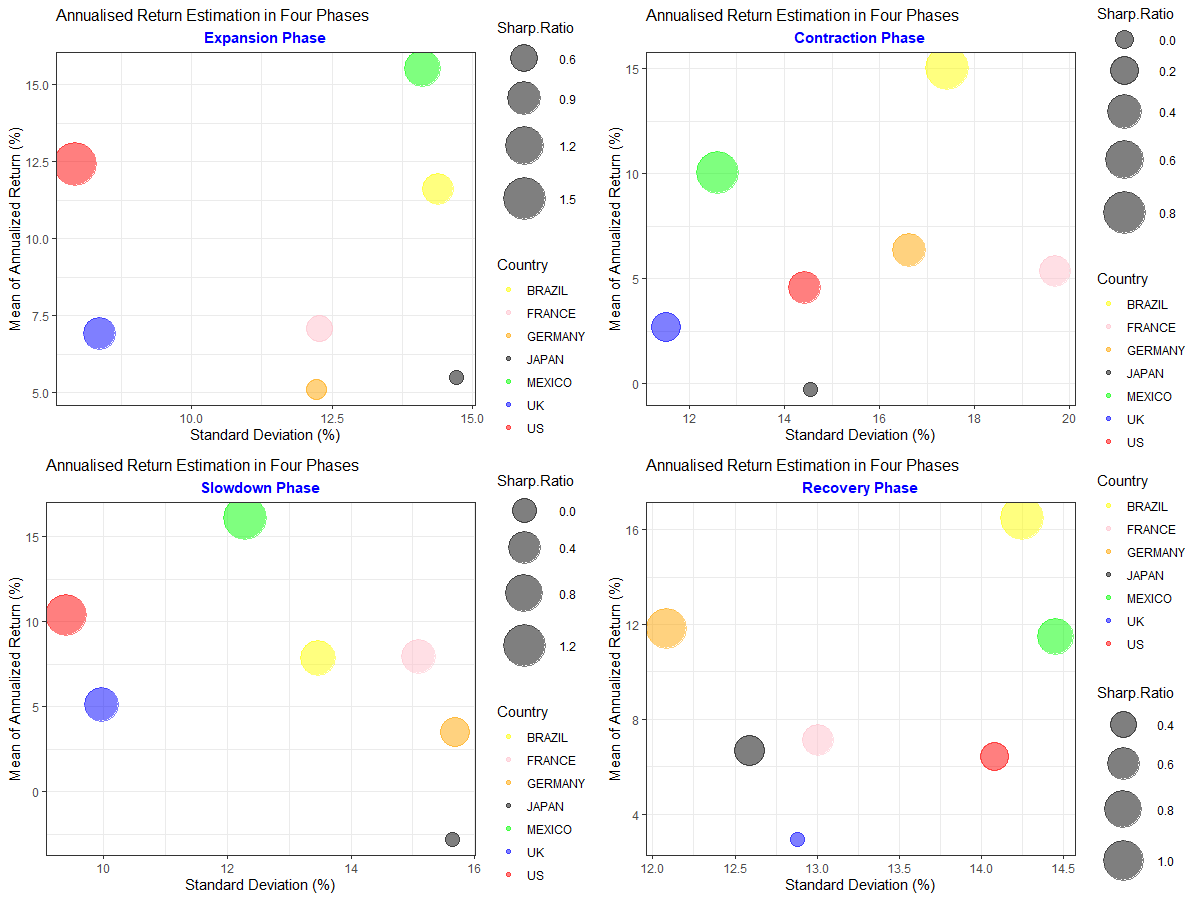 Annualised Return Estimation in Four Phases
Expansion Phase
Mean of Annualized Return (%)
15.0
12.5
10.0
7.5
5.0
10.0
12.5
15.0
Standard Deviation (%)
Sharp.Ratio
0.6
0.9
1.2
1.5
Country
BRAZIL
FRANCE
GERMANY
JAPAN
MEXICO
UK
US
Annualised Return Estimation in Four Phases
Contraction Phase
Mean of Annualized Return (%)
15
10
5
0
12
14
16
18
20
Standard Deviation (%)
Sharp.Ratio
0.0
0.2
0.4
0.6
0.8
Country
BRAZIL
FRANCE
GERMANY
JAPAN
MEXICO
UK
US
Annualised Return Estimation in Four Phases
Slowdown Phase
Mean of Annualized Return (%)
15
10
5
0
10
12
14
16
Standard Deviation (%)
Sharp.Ratio
0.0
0.4
0.8
1.2
Country
BRAZIL
FRANCE
GERMANY
JAPAN
MEXICO
UK
US
Annualised Return Estimation in Four Phases
Recovery Phase
Mean of Annualized Return (%)
16
12
8
4
12.0
12.5
13.0
13.5
14.0
14.5
Standard Deviation (%)
Country
BRAZIL
FRANCE
GERMANY
JAPAN
MEXICO
UK
US
Sharp.Ratio
0.4
0.6
0.8
1.0